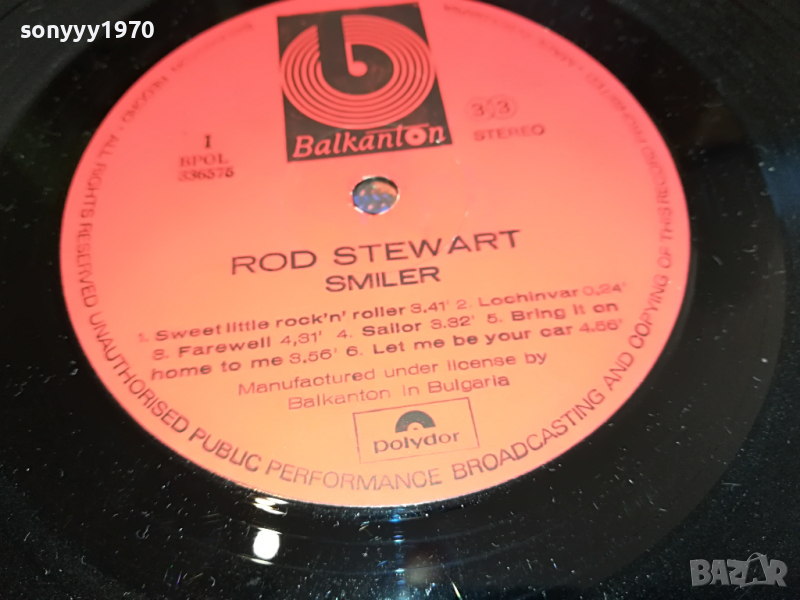 sonyyy1970
Balkanton
I
BPOL
336575
33
STEREO
ROD STEWART
SMILER
1. Sweet little rock'n' roller 3.41' 2. Lochinvar 0.24'
3. Farewell 4,31' 4. Sailor 3.32' 5. Bring it on
home to me 3.56' 6. Let me be your car 4.56'
Manufactured under license by
Balkanton in Bulgaria
polydor
ALL RIGHTS RESERVED UNAUTHORISED PUBLIC PERFORMANCE BROADCASTING AND COPYING OF THIS RECORD PROHIBITED
BAZAR